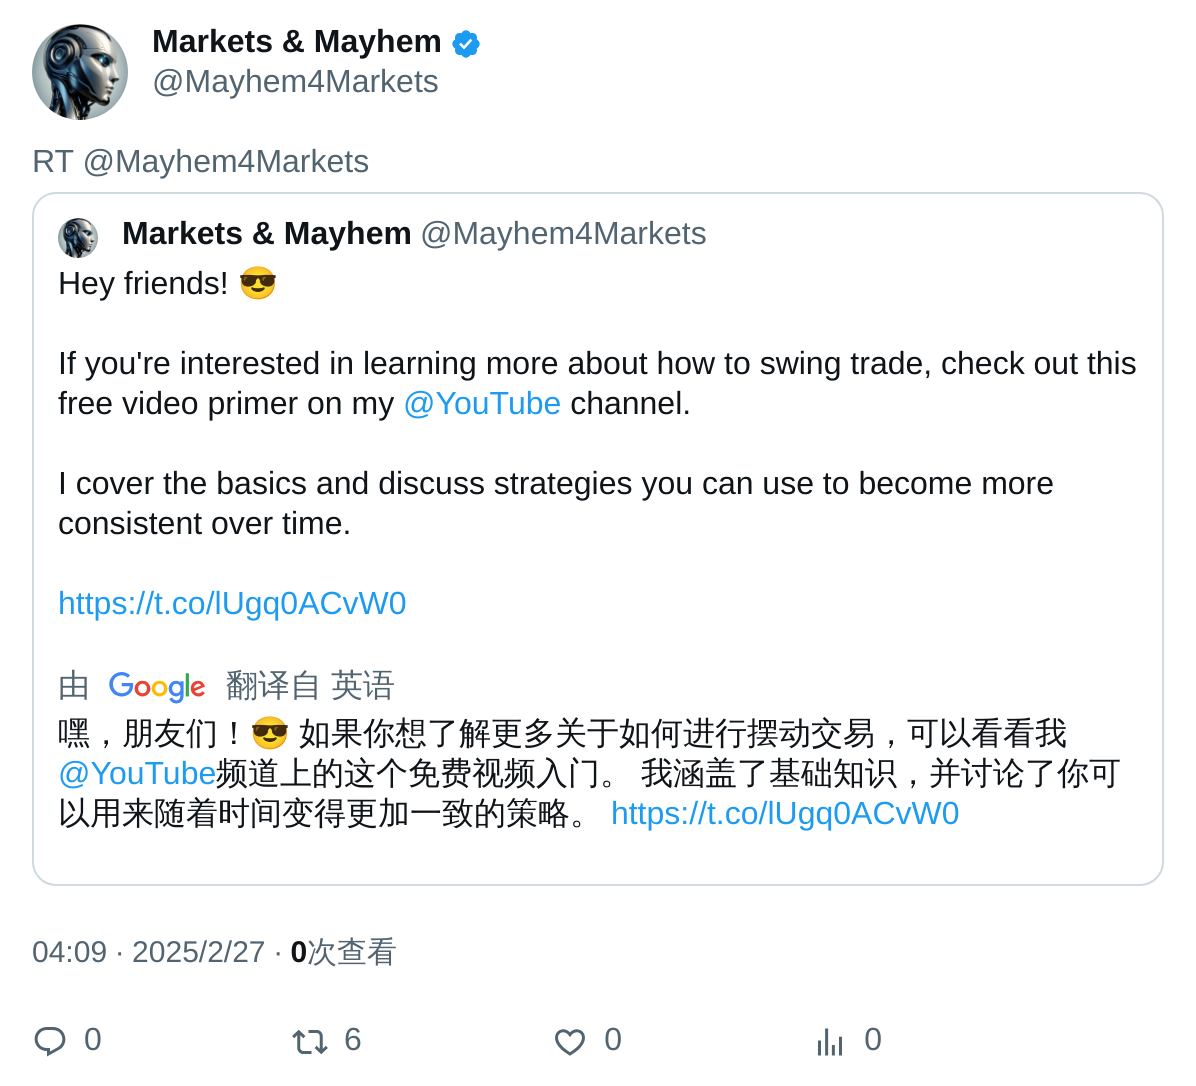 Markets & Mayhem
@Mayhem4Markets
RT @Mayhem4Markets
Markets & Mayhem @Mayhem4Markets
Hey friends! 😎
If you're interested in learning more about how to swing trade, check out this
free video primer on my @YouTube channel.
I cover the basics and discuss strategies you can use to become more
consistent over time.
https://t.co/lUgq0ACvW0
由 Google 翻译自 英语
嘿，朋友们！😎 如果你想了解更多关于如何进行摆动交易，可以看看我
@YouTube频道上的这个免费视频入门。 我涵盖了基础知识，并讨论了你可
以用来随着时间变得更加一致的策略。 https://t.co/lUgq0ACvW0
04:09 · 2025/2/27 · 0次查看
0 6 0 0